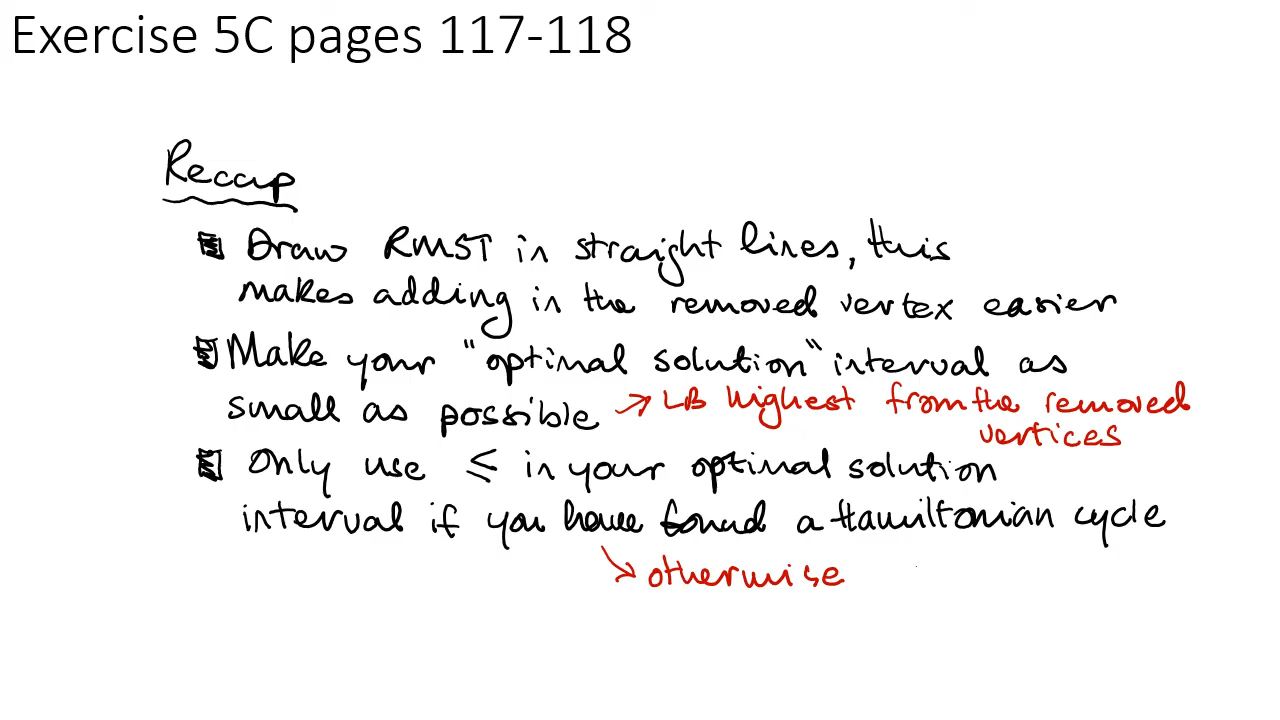 Exercise 5C pages 117-118
Recap
Draw RMST in straight lines, this
makes adding in the removed vertex easier
Make your "optimal solution" interval as
small as possible → LB highest from the removed
vertices
Only use ≤ in your optimal solution
interval if you have found a Hamiltonian cycle
→ otherwise